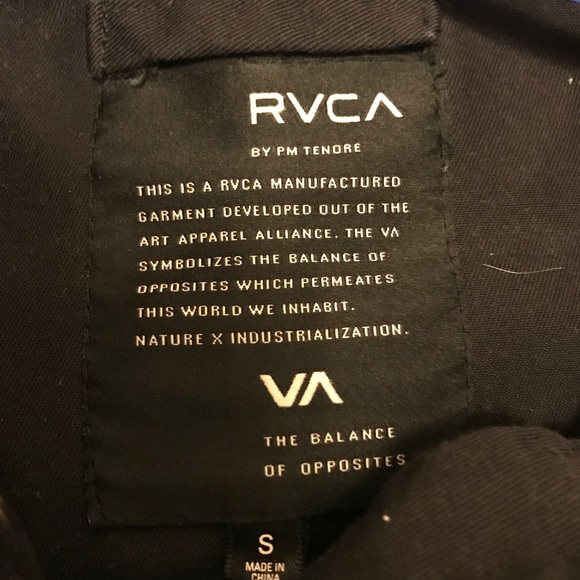 RVCA
BY PM TENORE
THIS IS A RVCA MANUFACTURED
GARMENT DEVELOPED OUT OF THE
ART APPAREL ALLIANCE. THE VA
SYMBOLIZES THE BALANCE OF
OPPOSITES WHICH PERMEATES
THIS WORLD WE INHABIT.
NATURE X INDUSTRIALIZATION.
VA
THE BALANCE
OF OPPOSITES
S
MADE IN
CHINA